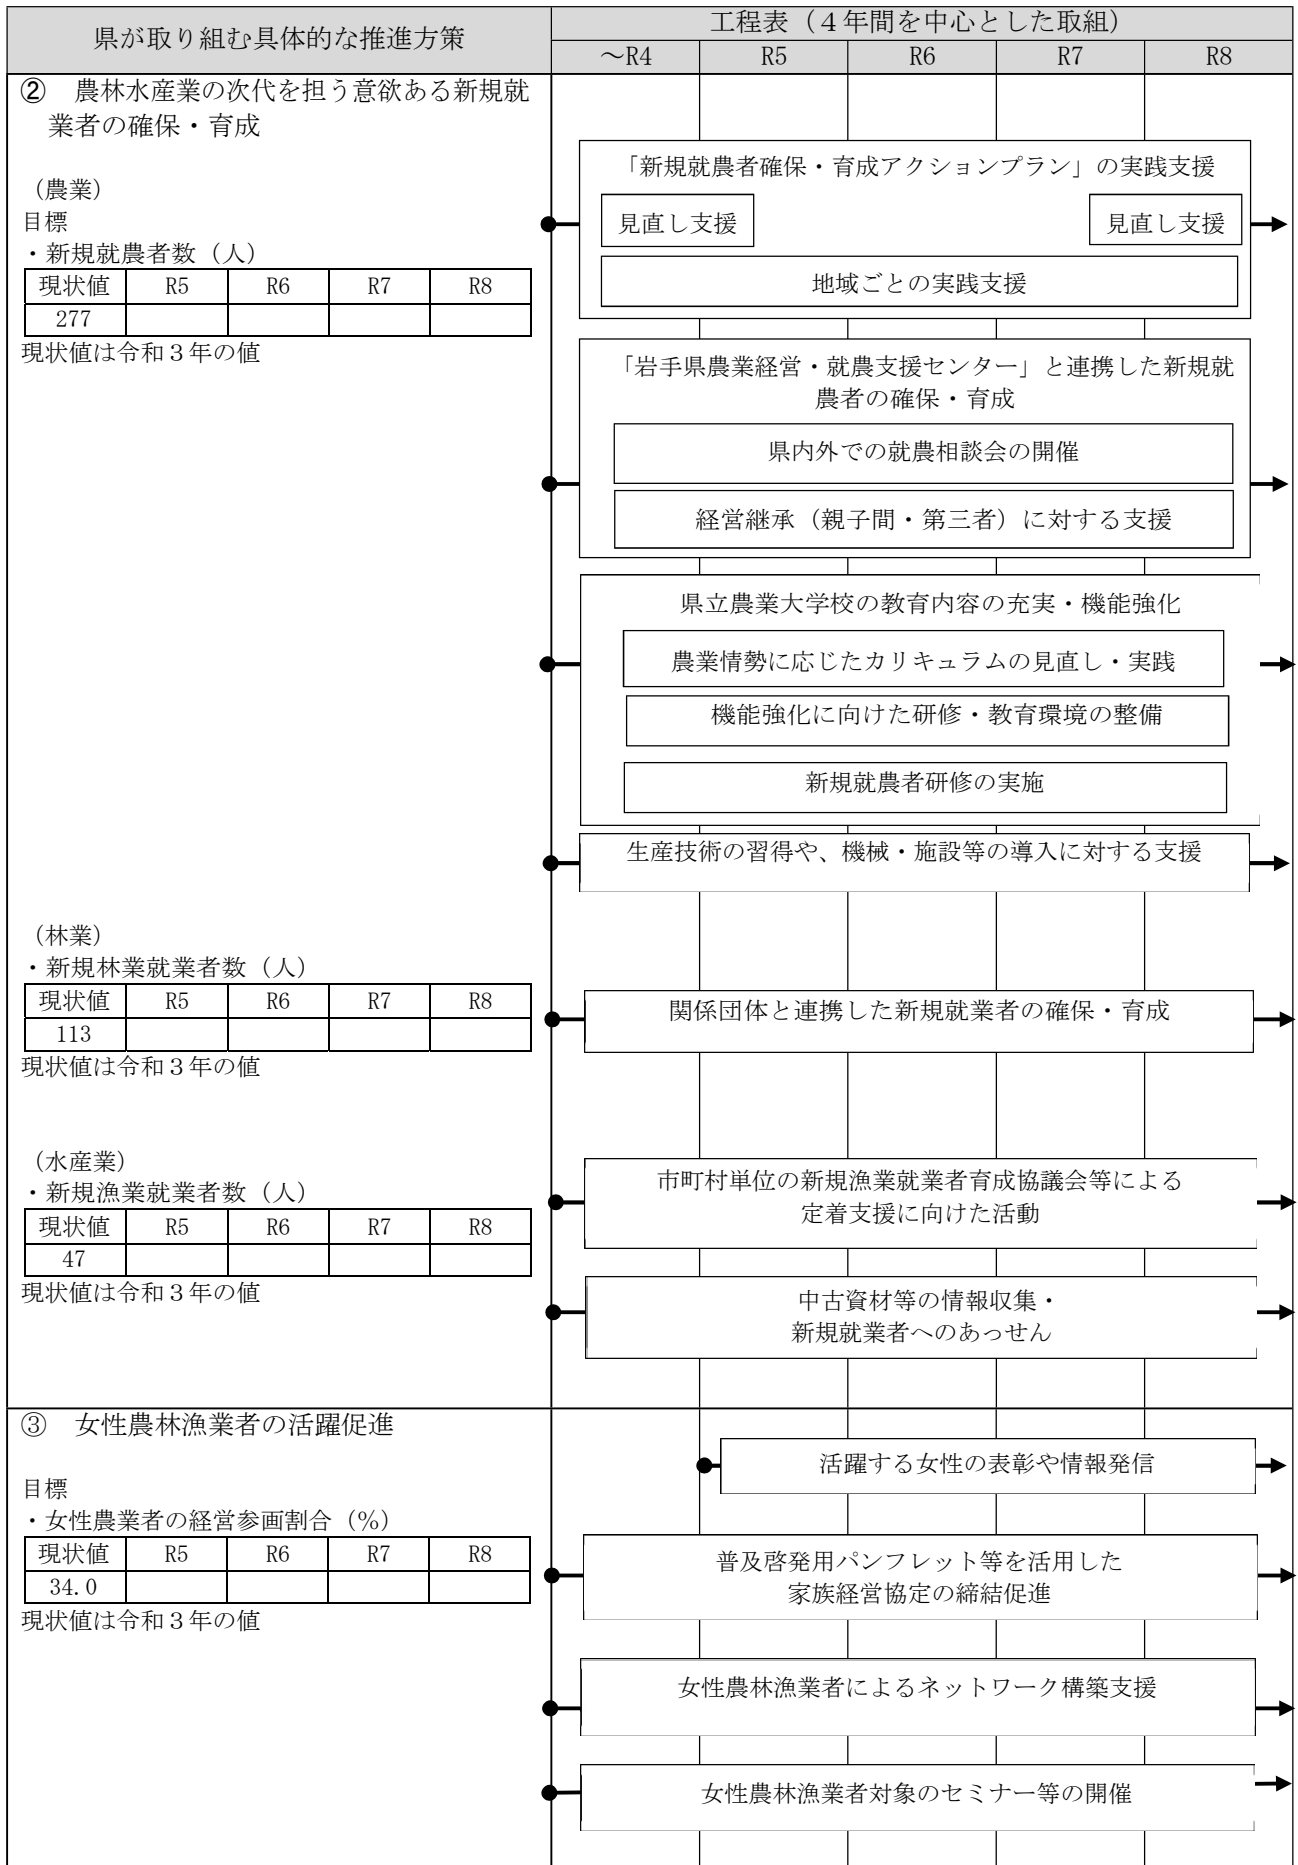 県が取り組む具体的な推進方策
工程表（４年間を中心とした取組）
～R4 R5 R6 R7 R8
② 農林水産業の次代を担う意欲ある新規就
業者の確保・育成
（農業）
目標
・新規就農者数（人）
現状値 R5 R6 R7 R8
277
現状値は令和３年の値
「新規就農者確保・育成アクションプラン」の実践支援
見直し支援 見直し支援
地域ごとの実践支援
「岩手県農業経営・就農支援センター」と連携した新規就
農者の確保・育成
県内外での就農相談会の開催
経営継承（親子間・第三者）に対する支援
県立農業大学校の教育内容の充実・機能強化
農業情勢に応じたカリキュラムの見直し・実践
機能強化に向けた研修・教育環境の整備
新規就農者研修の実施
生産技術の習得や、機械・施設等の導入に対する支援
（林業）
・新規林業就業者数（人）
現状値 R5 R6 R7 R8
113
現状値は令和３年の値
関係団体と連携した新規就業者の確保・育成
（水産業）
・新規漁業就業者数（人）
現状値 R5 R6 R7 R8
47
現状値は令和３年の値
市町村単位の新規漁業就業者育成協議会等による
定着支援に向けた活動
中古資材等の情報収集・
新規就業者へのあっせん
③ 女性農林漁業者の活躍促進
目標
・女性農業者の経営参画割合（%）
現状値 R5 R6 R7 R8
34.0
現状値は令和３年の値
活躍する女性の表彰や情報発信
普及啓発用パンフレット等を活用した
家族経営協定の締結促進
女性農林漁業者によるネットワーク構築支援
女性農林漁業者対象のセミナー等の開催